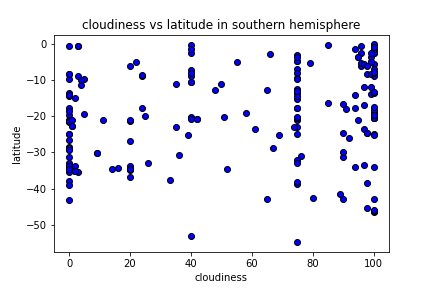 cloudiness vs latitude in southern hemisphere
0
−10
−20
−30
−40
−50
latitude
0 20 40 60 80 100
cloudiness